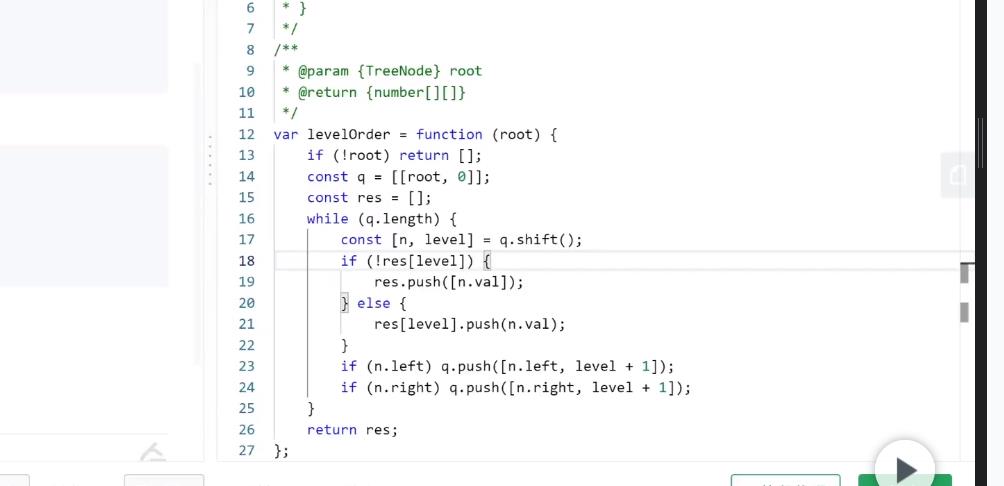 6 * }
7 */
8 /**
9 * @param {TreeNode} root
10 * @return {number[][]}
11 */
12 var levelOrder = function (root) {
13 if (!root) return [];
14 const q = [[root, 0]];
15 const res = [];
16 while (q.length) {
17 const [n, level] = q.shift();
18 if (!res[level]) {
19 res.push([n.val]);
20 } else {
21 res[level].push(n.val);
22 }
23 if (n.left) q.push([n.left, level + 1]);
24 if (n.right) q.push([n.right, level + 1]);
25 }
26 return res;
27 };